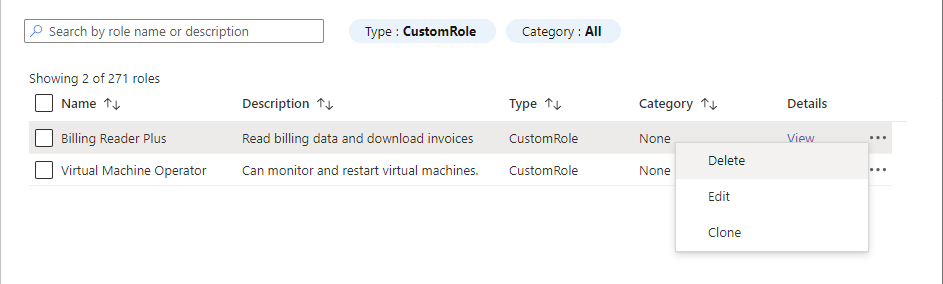 Search by role name or description
Type : CustomRole
Category : All
Showing 2 of 271 roles
Name ↑↓ Description ↑↓ Type ↑↓ Category ↑↓ Details
Billing Reader Plus Read billing data and download invoices CustomRole None View ...
Virtual Machine Operator Can monitor and restart virtual machines. CustomRole None ...
Delete
Edit
Clone